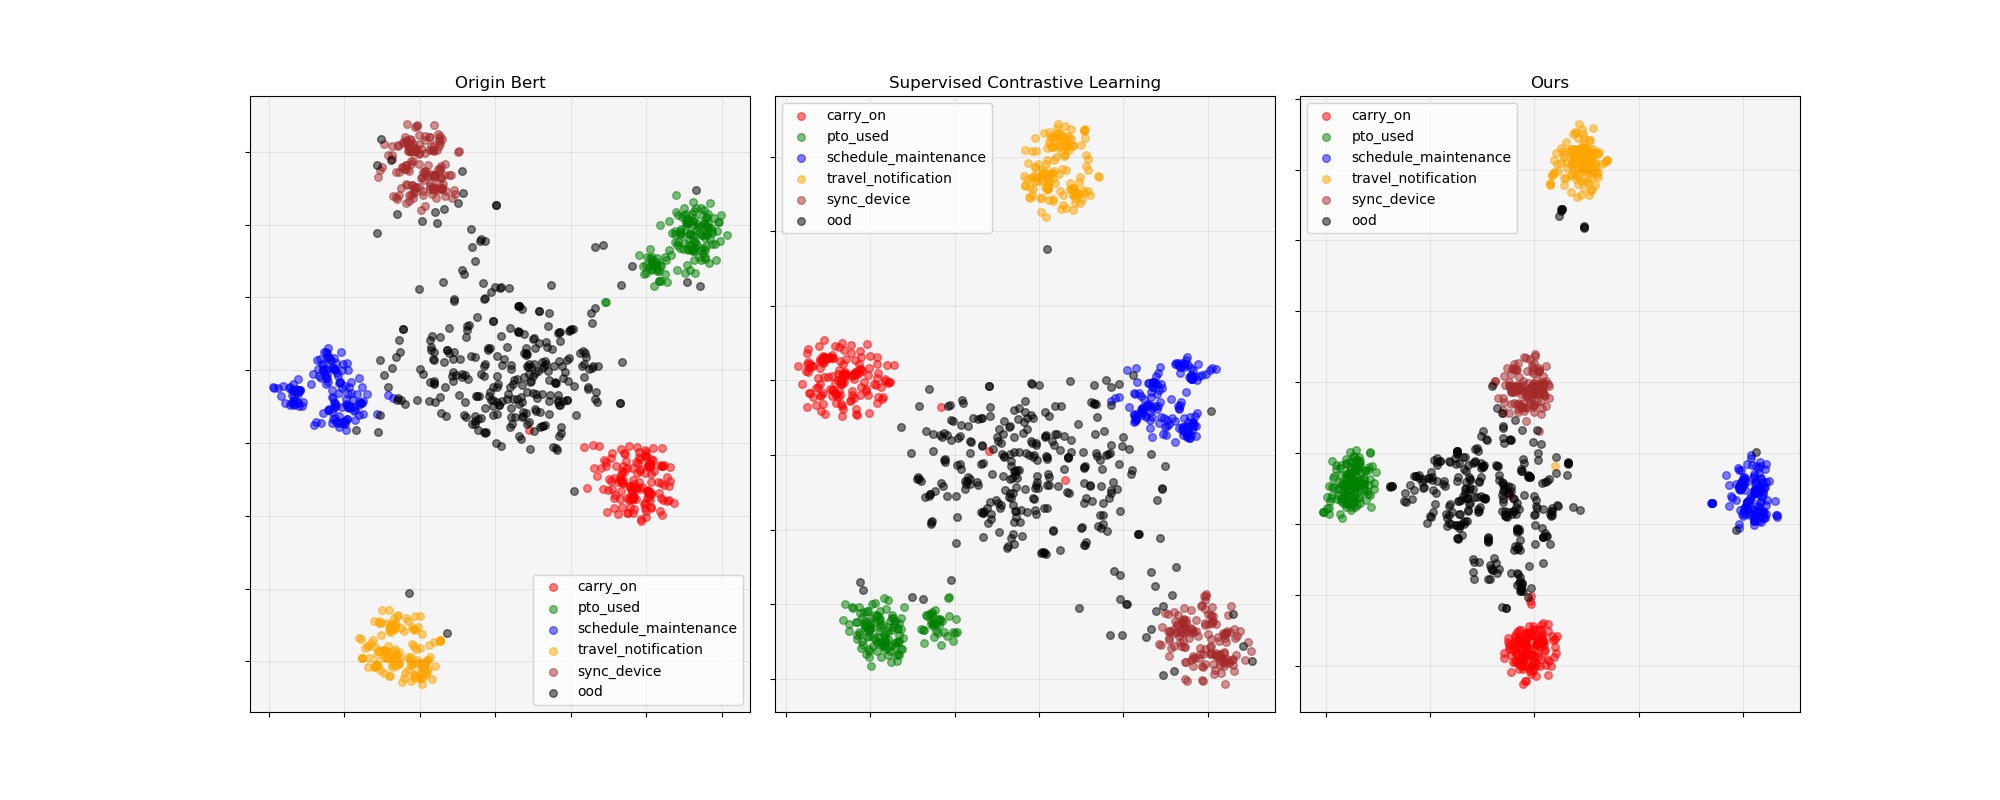 Origin Bert
carry_on
pto_used
schedule_maintenance
travel_notification
sync_device
ood
Supervised Contrastive Learning
carry_on
pto_used
schedule_maintenance
travel_notification
sync_device
ood
Ours
carry_on
pto_used
schedule_maintenance
travel_notification
sync_device
ood